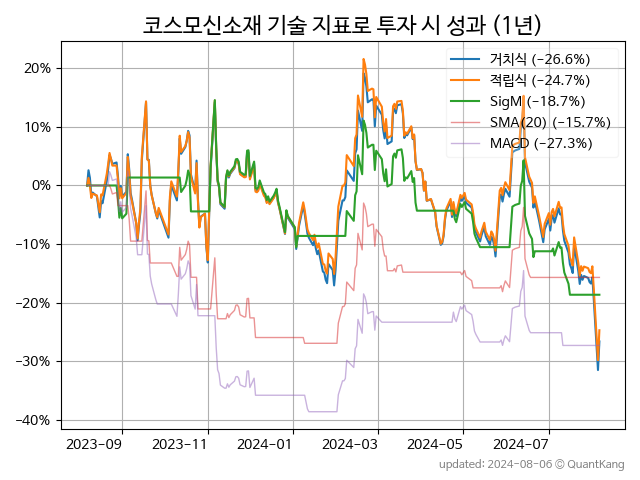 코스모신소재 기술 지표로 투자 시 성과 (1년)
거치식 (−26.6%)
적립식 (−24.7%)
SigM (−18.7%)
SMA(20) (−15.7%)
MACD (−27.3%)
20%
10%
0%
−10%
−20%
−30%
−40%
2023-09 2023-11 2024-01 2024-03 2024-05 2024-07
updated: 2024-08-06 © QuantKang